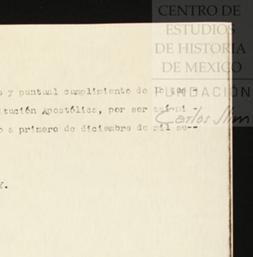 CENTRO DE
ESTUDIOS
DE HISTORIA
DE MEXICO
FUNDACION
Carlos Slim
y puntual cumplimiento de lo
Apostólica, por ser
a primero de diciembre de mil